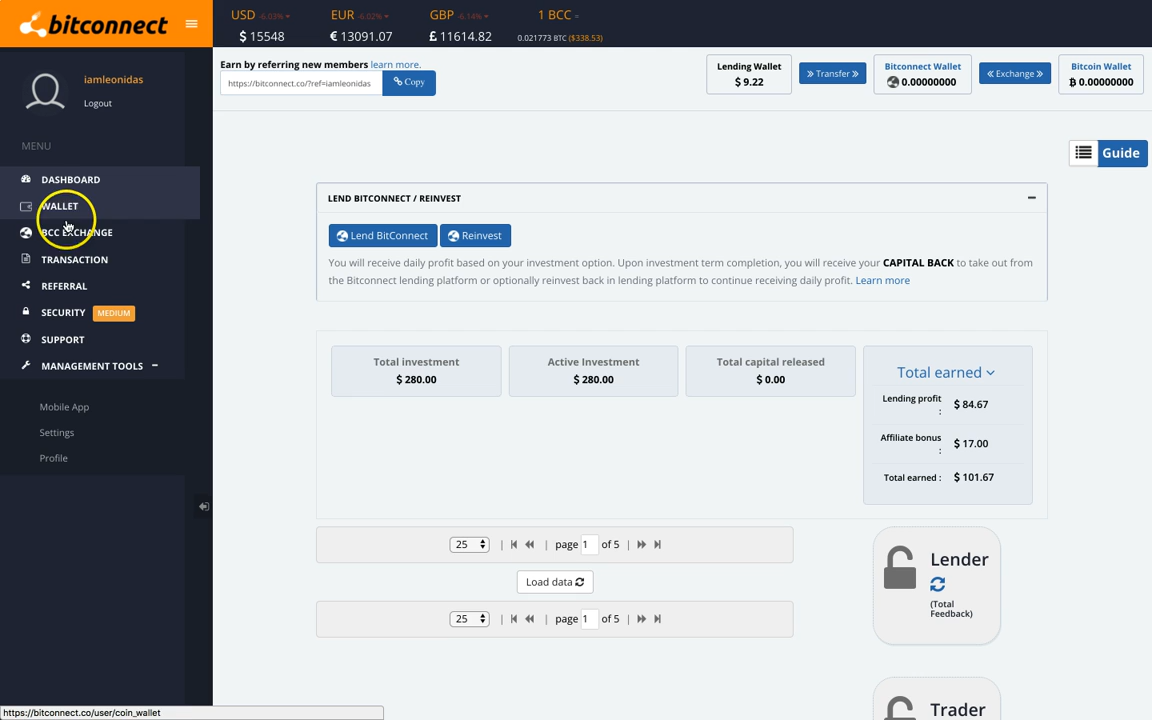 bitconnect
USD -6.03%
$ 15548
EUR -6.02%
€ 13091.07
GBP -6.14%
£ 11614.82
1 BCC =
0.021773 BTC ($338.53)
iamleonidas
Logout
MENU
DASHBOARD
WALLET
BCC EXCHANGE
TRANSACTION
REFERRAL
SECURITY MEDIUM
SUPPORT
MANAGEMENT TOOLS
Mobile App
Settings
Profile
Earn by referring new members learn more.
https://bitconnect.co/?ref=iamleonidas Copy
Lending Wallet
$ 9.22
Transfer
Bitconnect Wallet
0.00000000
Exchange
Bitcoin Wallet
฿ 0.00000000
Guide
LEND BITCONNECT / REINVEST
Lend BitConnect Reinvest
You will receive daily profit based on your investment option. Upon investment term completion, you will receive your CAPITAL BACK to take out from
the Bitconnect lending platform or optionally reinvest back in lending platform to continue receiving daily profit. Learn more
Total investment
$ 280.00
Active Investment
$ 280.00
Total capital released
$ 0.00
Total earned
Lending profit : $ 84.67
Affiliate bonus : $ 17.00
Total earned : $ 101.67
25 | | page 1 of 5 |
Load data
25 | | page 1 of 5 |
Lender
(Total
Feedback)
Trader
https://bitconnect.co/user/coin_wallet